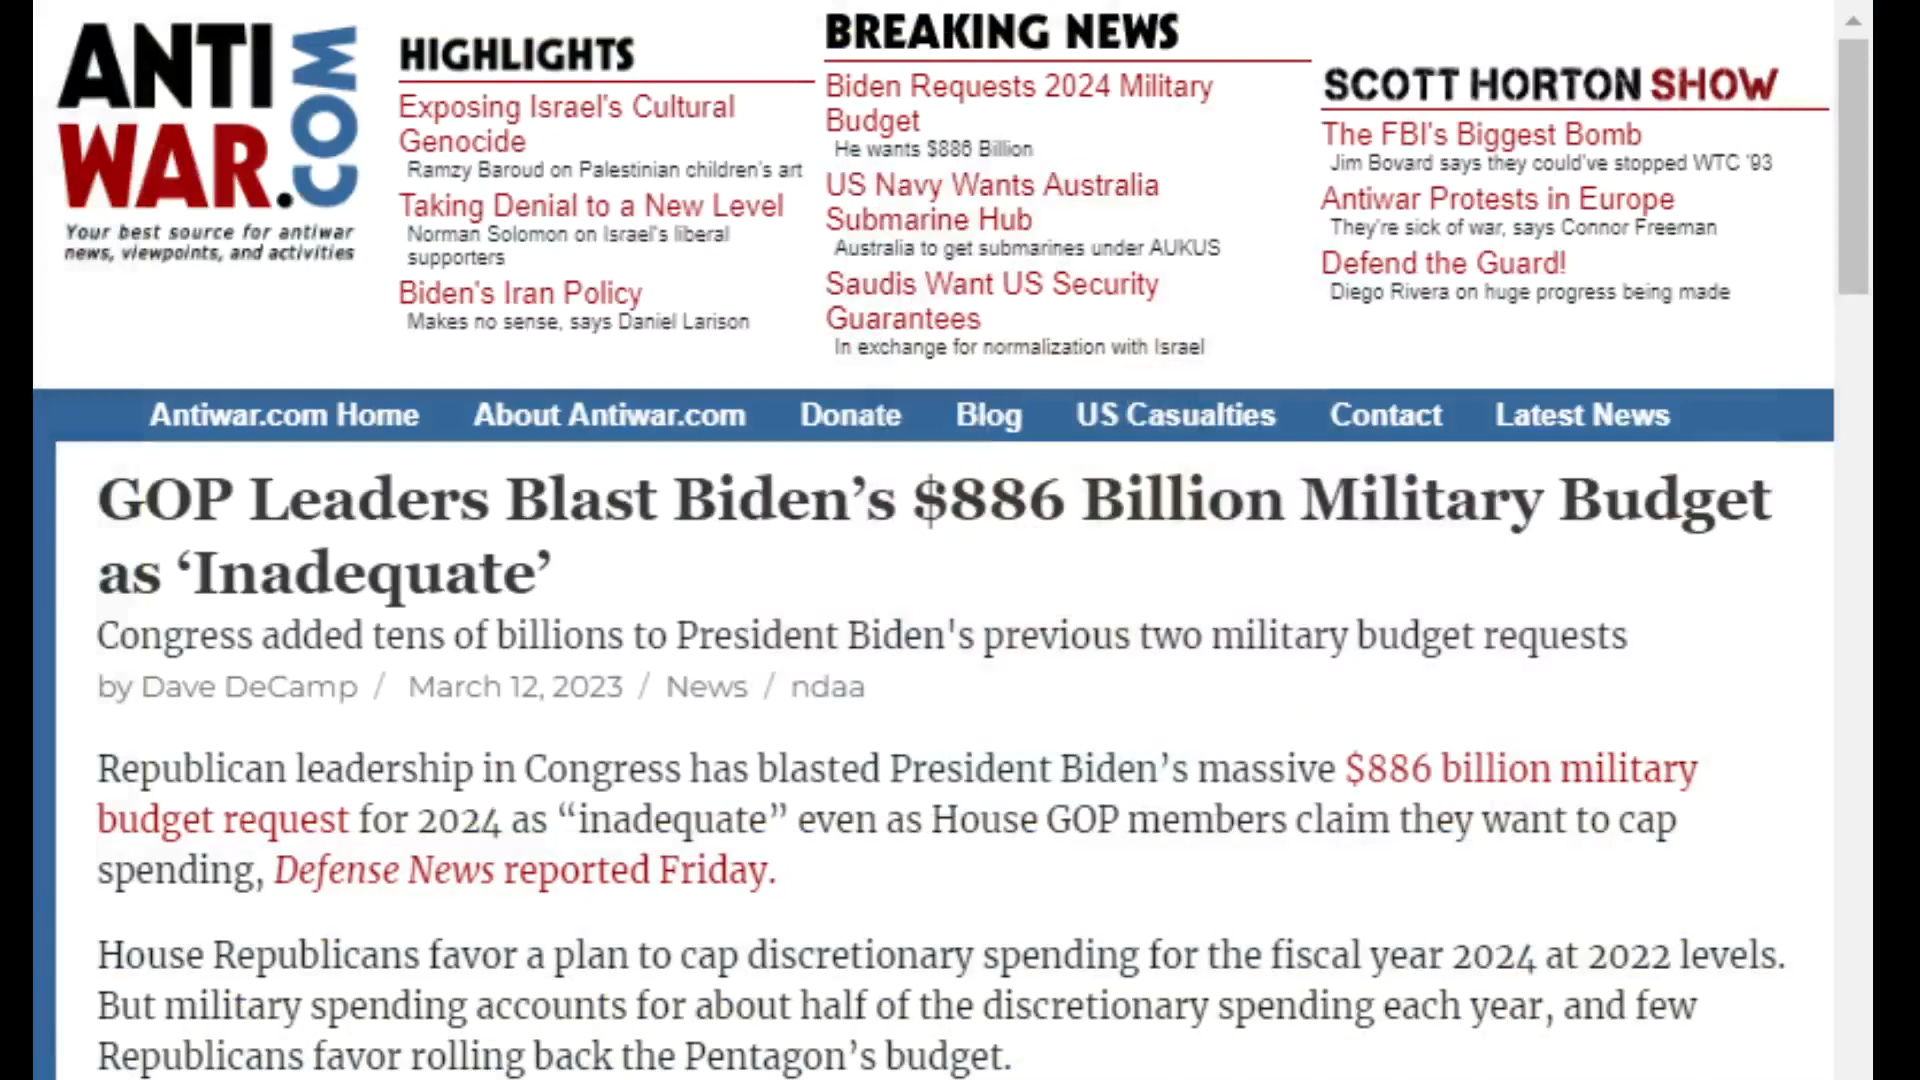 ANTI
WAR.COM
Your best source for antiwar
news, viewpoints, and activities
HIGHLIGHTS
Exposing Israel's Cultural
Genocide
Ramzy Baroud on Palestinian children's art
Taking Denial to a New Level
Norman Solomon on Israel's liberal
supporters
Biden's Iran Policy
Makes no sense, says Daniel Larison
BREAKING NEWS
Biden Requests 2024 Military
Budget
He wants $886 Billion
US Navy Wants Australia
Submarine Hub
Australia to get submarines under AUKUS
Saudis Want US Security
Guarantees
In exchange for normalization with Israel
SCOTT HORTON SHOW
The FBI's Biggest Bomb
Jim Bovard says they could've stopped WTC '93
Antiwar Protests in Europe
They're sick of war, says Connor Freeman
Defend the Guard!
Diego Rivera on huge progress being made
Antiwar.com Home About Antiwar.com Donate Blog US Casualties Contact Latest News
GOP Leaders Blast Biden’s $886 Billion Military Budget
as ‘Inadequate’
Congress added tens of billions to President Biden's previous two military budget requests
by Dave DeCamp / March 12, 2023 / News / ndaa
Republican leadership in Congress has blasted President Biden’s massive $886 billion military
budget request for 2024 as “inadequate” even as House GOP members claim they want to cap
spending, Defense News reported Friday.
House Republicans favor a plan to cap discretionary spending for the fiscal year 2024 at 2022 levels.
But military spending accounts for about half of the discretionary spending each year, and few
Republicans favor rolling back the Pentagon’s budget.